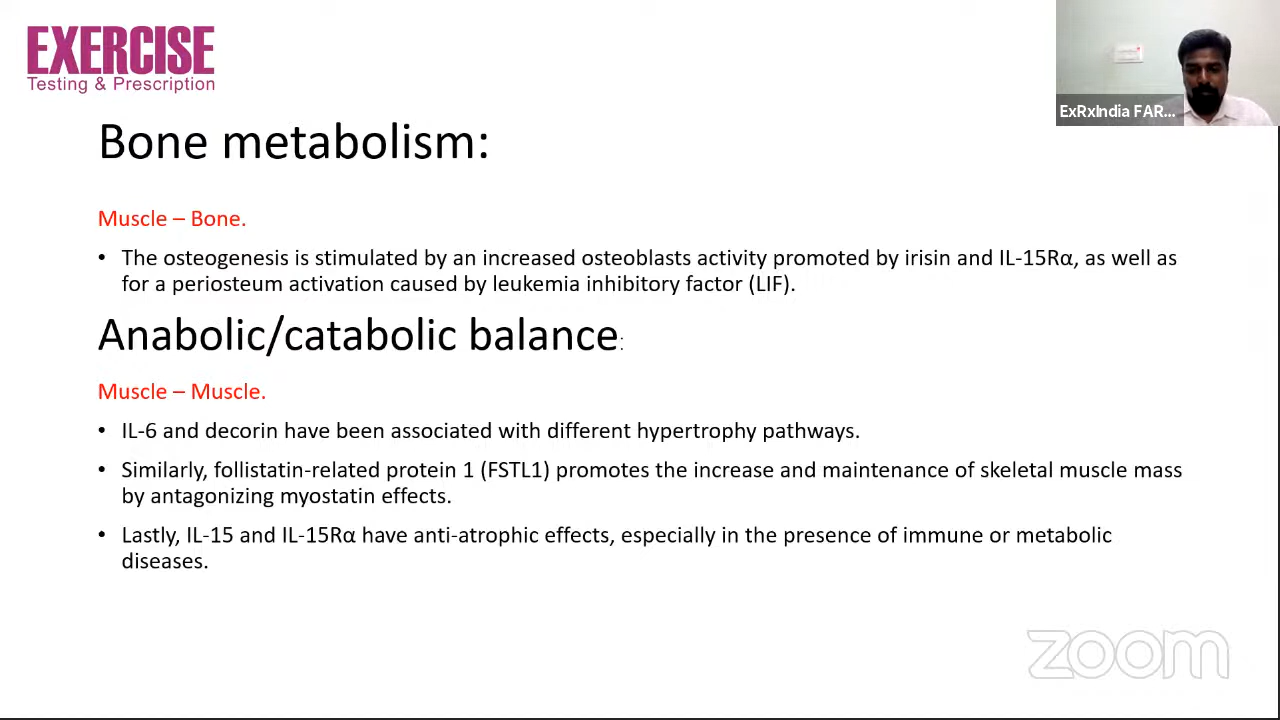 EXERCISE
Testing & Prescription
ExRxIndia FAR...
Bone metabolism:
Muscle – Bone.
• The osteogenesis is stimulated by an increased osteoblasts activity promoted by irisin and IL-15Rα, as well as
for a periosteum activation caused by leukemia inhibitory factor (LIF).
Anabolic/catabolic balance:
Muscle – Muscle.
• IL-6 and decorin have been associated with different hypertrophy pathways.
• Similarly, follistatin-related protein 1 (FSTL1) promotes the increase and maintenance of skeletal muscle mass
by antagonizing myostatin effects.
• Lastly, IL-15 and IL-15Rα have anti-atrophic effects, especially in the presence of immune or metabolic
diseases.
zoom